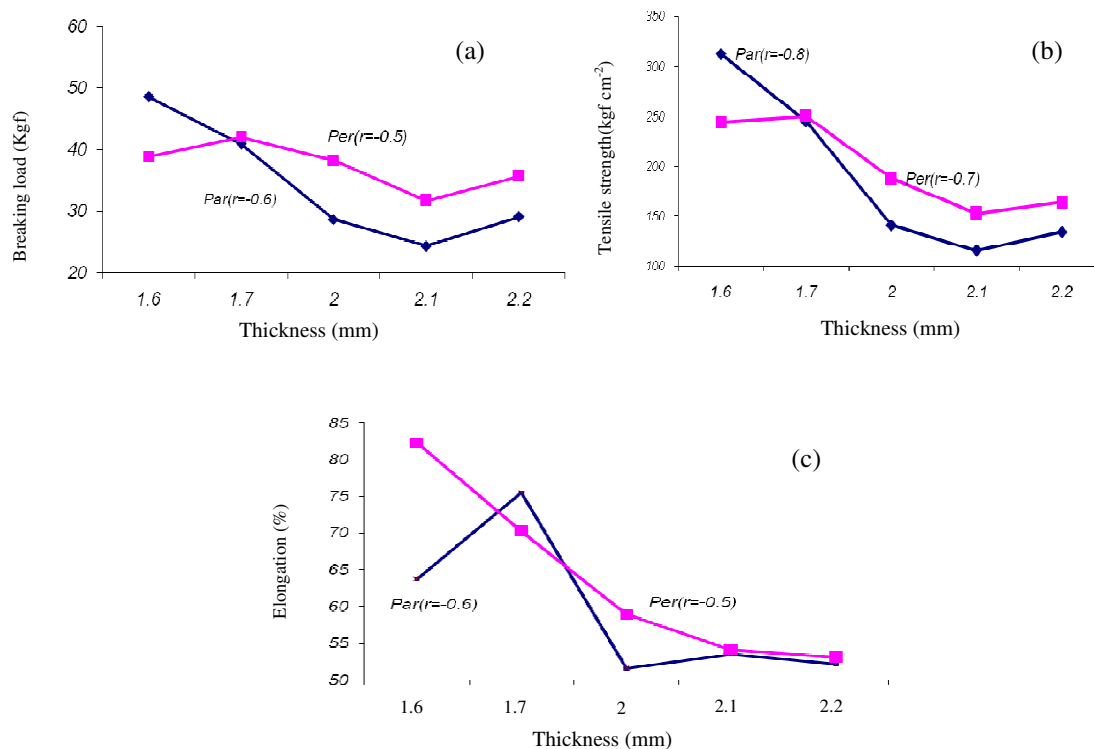 (a)
Breaking load (Kgf)
60
50
40
30
20
Per(r=-0.5)
Par(r=-0.6)
1.6 1.7 2 2.1 2.2
Thickness (mm)
(b)
Tensile strength(kgf cm-2)
350
300
250
200
150
100
Par(r=-0.8)
Per(r=-0.7)
1.6 1.7 2 2.1 2.2
Thickness (mm)
(c)
Elongation (%)
85
80
75
70
65
60
55
50
Par(r=-0.6)
Per(r=-0.5)
1.6 1.7 2 2.1 2.2
Thickness (mm)